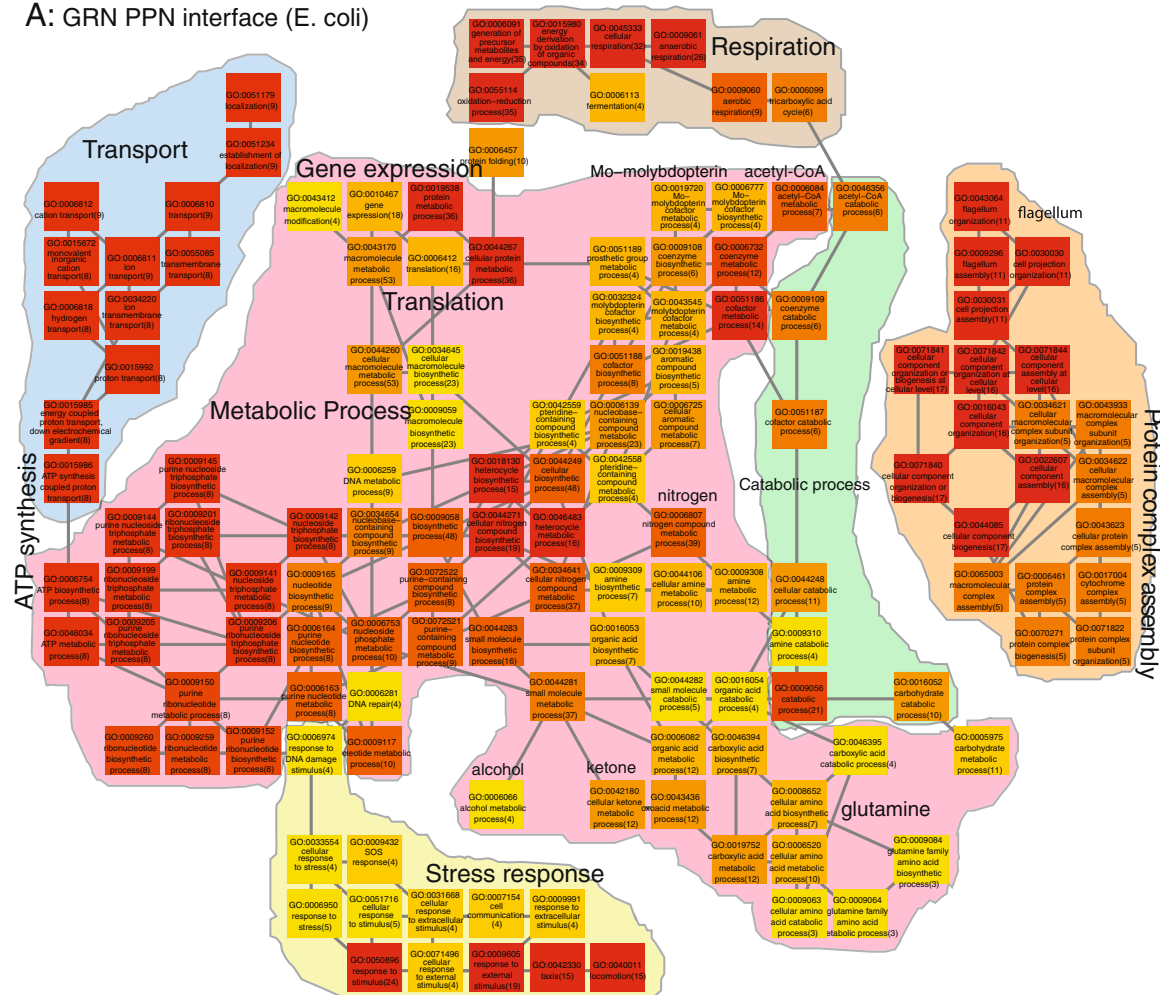 A: GRN PPN interface (E. coli)
Respiration
GO:0006091
generation of
precursor
metabolites
and energy(35)
GO:0015980
energy
derivation
by oxidation
of organic
compounds(34)
GO:0045333
cellular
respiration(32)
GO:0009061
anaerobic
respiration(26)
GO:0055114
oxidation−reduction
process(35)
GO:0006113
fermentation(4)
GO:0009060
aerobic
respiration(9)
GO:0006099
tricarboxylic acid
cycle(6)
GO:0006457
protein folding(10)
Transport
GO:0051179
localization(9)
GO:0051234
establishment of
localization(9)
GO:0006812
cation transport(9)
GO:0006810
transport(9)
GO:0015672
monovalent
inorganic
cation
transport(8)
GO:0006811
ion
transport(9)
GO:0055085
transmembrane
transport(8)
GO:0006818
hydrogen
transport(8)
GO:0034220
ion
transmembrane
transport(8)
GO:0015992
proton transport(8)
GO:0015985
energy coupled
proton transport,
down electrochemical
gradient(8)
GO:0015986
ATP synthesis
coupled proton
transport(8)
ATP synthesis
Gene expression
GO:0043412
macromolecule
modification(4)
GO:0010467
gene
expression(18)
GO:0019538
protein
metabolic
process(36)
GO:0043170
macromolecule
metabolic
process(53)
GO:0006412
translation(16)
GO:0044267
cellular protein
metabolic
process(36)
Translation
Mo−molybdopterin
acetyl−CoA
GO:0019720
Mo−
molybdopterin
cofactor
metabolic
process(4)
GO:0006777
Mo−
molybdopterin
cofactor
biosynthetic
process(4)
GO:0006084
acetyl−CoA
metabolic
process(7)
GO:0046356
acetyl−CoA
catabolic
process(6)
GO:0051189
prosthetic group
metabolic
process(4)
GO:0009108
coenzyme
biosynthetic
process(6)
GO:0006732
coenzyme
metabolic
process(12)
GO:0032324
molybdopterin
cofactor
biosynthetic
process(4)
GO:0043545
molybdopterin
cofactor
metabolic
process(4)
GO:0051186
cofactor
metabolic
process(14)
GO:0009109
coenzyme
catabolic
process(6)
GO:0044260
cellular
macromolecule
metabolic
process(53)
GO:0034645
cellular
macromolecule
biosynthetic
process(23)
GO:0051188
cofactor
biosynthetic
process(8)
GO:0019438
aromatic
compound
biosynthetic
process(5)
Metabolic Process
GO:0009059
macromolecule
biosynthetic
process(23)
GO:0042559
pteridine−
containing
compound
biosynthetic
process(4)
GO:0006139
nucleobase−
containing
compound
metabolic
process(23)
GO:0006725
cellular
aromatic
compound
metabolic
process(7)
GO:0051187
cofactor catabolic
process(6)
GO:0009145
purine nucleoside
triphosphate
biosynthetic
process(8)
GO:0006259
DNA metabolic
process(9)
GO:0018130
heterocycle
biosynthetic
process(15)
GO:0044249
cellular
biosynthetic
process(48)
GO:0042558
pteridine−
containing
compound
metabolic
process(4)
nitrogen
Catabolic process
GO:0009144
purine nucleoside
triphosphate
metabolic
process(8)
GO:0009201
ribonucleoside
triphosphate
biosynthetic
process(8)
GO:0009142
nucleoside
triphosphate
biosynthetic
process(8)
GO:0034654
nucleobase−
containing
compound
biosynthetic
process(9)
GO:0009058
biosynthetic
process(48)
GO:0044271
cellular nitrogen
compound
biosynthetic
process(19)
GO:0046483
heterocycle
metabolic
process(16)
GO:0006807
nitrogen compound
metabolic
process(39)
GO:0006754
ATP biosynthetic
process(8)
GO:0009199
ribonucleoside
triphosphate
metabolic
process(8)
GO:0009141
nucleoside
triphosphate
metabolic
process(8)
GO:0009165
nucleotide
biosynthetic
process(9)
GO:0072522
purine−containing
compound
biosynthetic
process(8)
GO:0034641
cellular nitrogen
compound
metabolic
process(37)
GO:0009309
amine
biosynthetic
process(7)
GO:0044106
cellular amine
metabolic
process(10)
GO:0009308
amine
metabolic
process(12)
GO:0044248
cellular catabolic
process(11)
GO:0046034
ATP metabolic
process(8)
GO:0009205
purine
ribonucleoside
triphosphate
metabolic
process(8)
GO:0009206
purine
ribonucleoside
triphosphate
biosynthetic
process(8)
GO:0006164
purine
nucleotide
biosynthetic
process(8)
GO:0006753
nucleoside
phosphate
metabolic
process(10)
GO:0072521
purine−
containing
compound
metabolic
process(9)
GO:0044283
small molecule
biosynthetic
process(16)
GO:0016053
organic acid
biosynthetic
process(7)
GO:0009310
amine catabolic
process(4)
GO:0009150
purine
ribonucleotide
metabolic process(8)
GO:0006163
purine nucleotide
metabolic
process(8)
GO:0006281
DNA repair(4)
GO:0044281
small molecule
metabolic
process(37)
GO:0044282
small molecule
catabolic
process(5)
GO:0016054
organic acid
catabolic
process(4)
GO:0009056
catabolic
process(21)
GO:0016052
carbohydrate
catabolic
process(10)
GO:0009260
ribonucleotide
biosynthetic
process(8)
GO:0009259
ribonucleotide
metabolic
process(8)
GO:0009152
purine
ribonucleotide
biosynthetic
process(8)
GO:0006974
response to
DNA damage
stimulus(4)
GO:0009117
eotide metabolic
process(10)
GO:0006082
organic acid
metabolic
process(12)
GO:0046394
carboxylic acid
biosynthetic
process(7)
GO:0046395
carboxylic acid
catabolic process(4)
GO:0005975
carbohydrate
metabolic
process(11)
alcohol
ketone
glutamine
GO:0006066
alcohol metabolic
process(4)
GO:0042180
cellular ketone
metabolic
process(12)
GO:0043436
oxoacid metabolic
process(12)
GO:0008652
cellular amino
acid biosynthetic
process(7)
GO:0019752
carboxylic acid
metabolic
process(12)
GO:0006520
cellular amino
acid metabolic
process(10)
GO:0009084
glutamine family
amino acid
biosynthetic
process(3)
GO:0009063
cellular amino
acid catabolic
process(3)
GO:0009064
glutamine family
amino acid
etabolic process(3)
Stress response
GO:0033554
cellular
response
to stress(4)
GO:0009432
SOS
response(4)
GO:0006950
response to
stress(5)
GO:0051716
cellular
response
to stimulus(5)
GO:0031668
cellular
response
to extracellular
stimulus(4)
GO:0007154
cell
communication
(4)
GO:0009991
response to
extracellular
stimulus(4)
GO:0050896
response to
stimulus(24)
GO:0071496
cellular
response
to external
stimulus(4)
GO:0009605
response to
external
stimulus(19)
GO:0042330
taxis(15)
GO:0040011
locomotion(15)
flagellum
GO:0043064
flagellum
organization(11)
GO:0009296
flagellum
assembly(11)
GO:0030030
cell projection
organization(11)
GO:0030031
cell projection
assembly(11)
GO:0071841
cellular
component
organization or
biogenesis at
cellular
level(17)
GO:0071842
cellular
component
organization at
cellular
level(16)
GO:0071844
cellular
component
assembly at
cellular
level(16)
GO:0016043
cellular
component
organization(16)
GO:0034621
cellular
macromolecular
complex subunit
organization(5)
GO:0043933
macromolecular
complex
subunit
organization(5)
GO:0071840
cellular component
organization or
biogenesis(17)
GO:0022607
cellular
component
assembly(16)
GO:0034622
cellular
macromolecular
complex
assembly(5)
GO:0044085
cellular component
biogenesis(17)
GO:0043623
cellular protein
complex assembly(5)
GO:0065003
macromolecular
complex
assembly(5)
GO:0006461
protein
complex
assembly(5)
GO:0017004
cytochrome
complex
assembly(5)
GO:0070271
protein complex
biogenesis(5)
GO:0071822
protein complex
subunit
organization(5)
Protein complex assembly